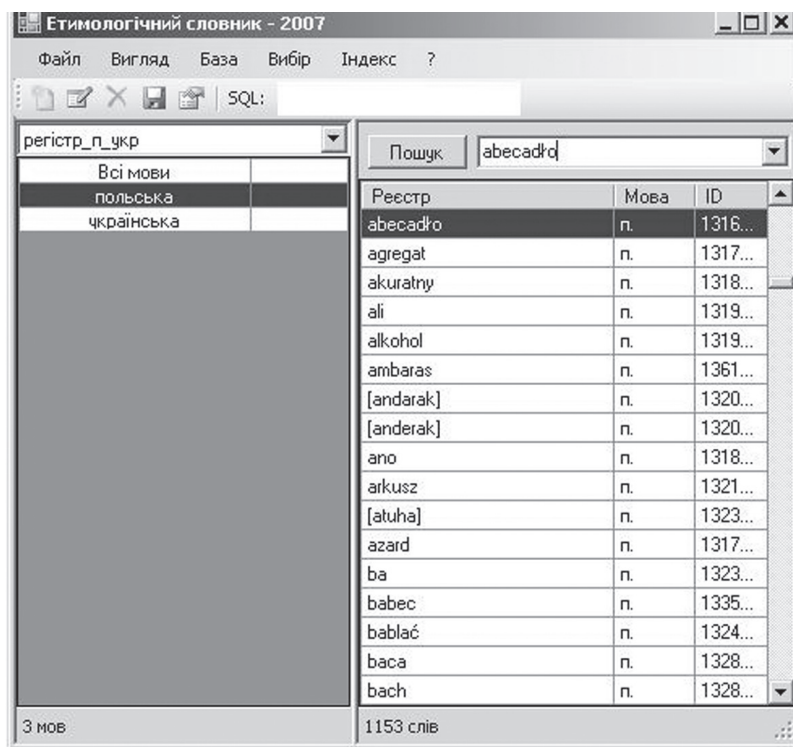 Етимологічний словник - 2007
Файл Вигляд База Вибір Індекс ?
SQL:
регістр_п_укр
Всі мови
польська
українська
3 мов
Пошук abecadło
Реєстр Мова ID
abecadło п. 1316...
agregat п. 1317...
akuratny п. 1318...
ali п. 1319...
alkohol п. 1319...
ambaras п. 1361...
[andarak] п. 1320...
[anderak] п. 1320...
ano п. 1318...
arkusz п. 1321...
[atuha] п. 1323...
azard п. 1317...
ba п. 1323...
babec п. 1335...
bablać п. 1324...
baca п. 1328...
bach п. 1328...
1153 слів